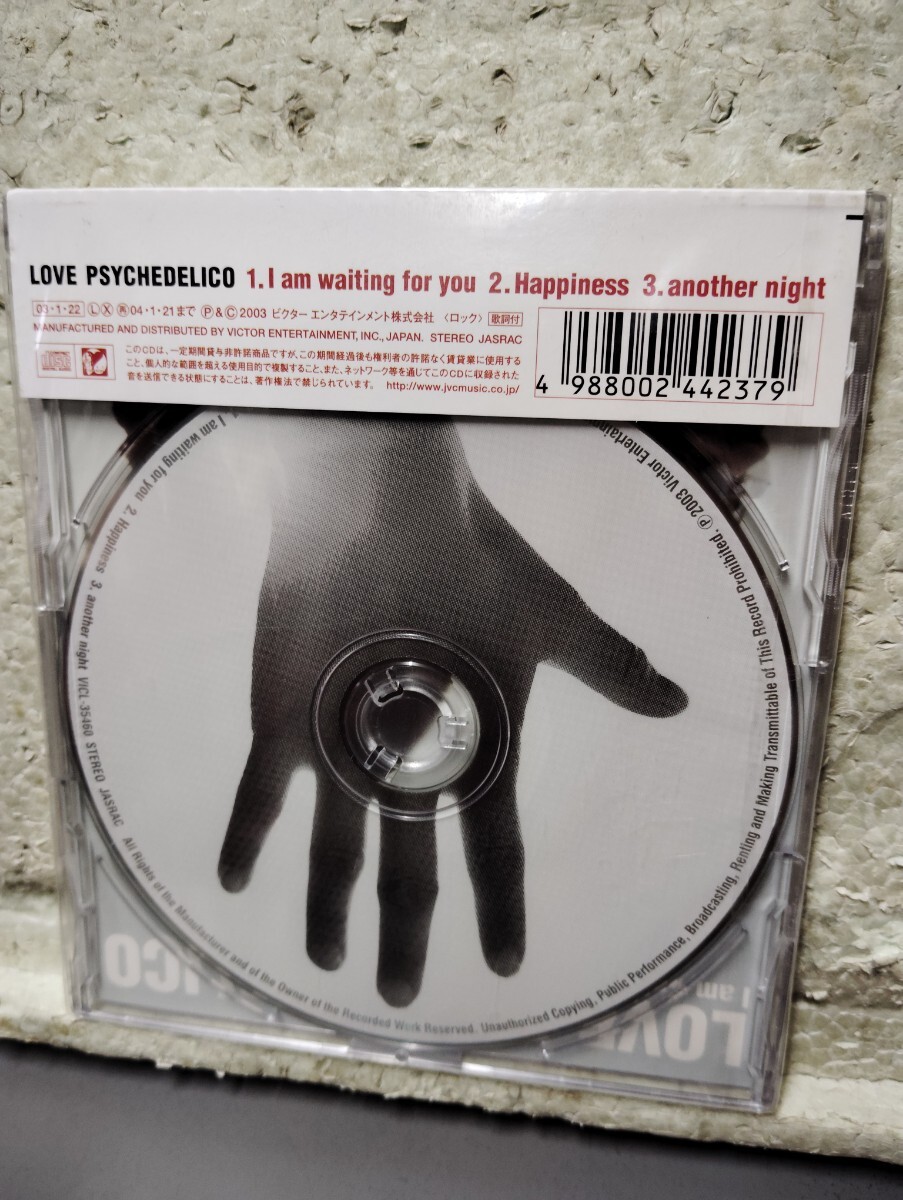 LOVE PSYCHEDELICO 1.I am waiting for you 2.Happiness 3.another night
03・1・22 L X 再 04・1・21まで Ⓟ&Ⓒ2003 ビクター エンタテインメント株式会社 〈ロック〉 歌詞付
MANUFACTURED AND DISTRIBUTED BY VICTOR ENTERTAINMENT, INC., JAPAN. STEREO JASRAC
このCDは、一定期間貸与非許諾商品ですが、この期間経過後も権利者の許諾なく賃貸業に使用する
こと、個人的な範囲を超える使用目的で複製すること、また、ネットワーク等を通じてこのCDに収録された
音を送信できる状態にすることは、著作権法で禁じられています。 http://www.jvcmusic.co.jp/
4 988002 442379
1. I am waiting for you 2. Happiness 3. another night VICL-35460 STEREO JASRAC All Rights of the Manufacturer and of the Owner of the Recorded Work Reserved. Unauthorized Copying, Public Performance, Broadcasting, Renting and Making Transmittable of This Record Prohibited. Ⓟ2003 Victor Entertain
LOVE
I am
ICO